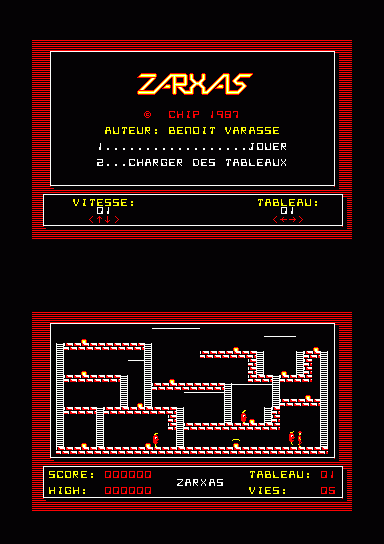 ZARXAS
© CHIP 1987
AUTEUR: BENOIT VARASSE
1..................JOUER
2...CHARGER DES TABLEAUX
VITESSE: TABLEAU:
01 01
<↑↓> <←→>
SCORE: 000000 TABLEAU: 01
ZARXAS
HIGH: 000000 VIES: 05